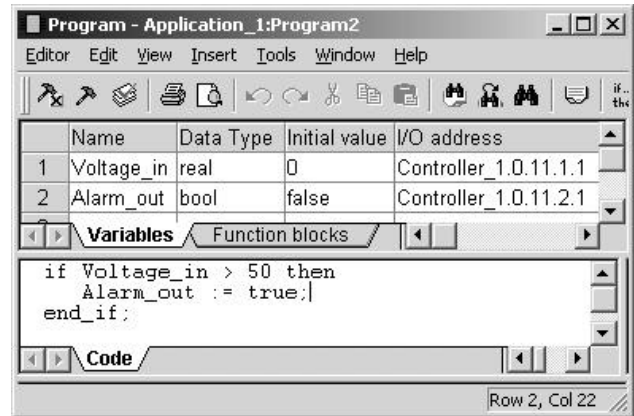 Program - Application_1:Program2
Editor Edit View Insert Tools Window Help
if..
the
Name Data Type Initial value I/O address
1 Voltage_in real 0 Controller_1.0.11.1.1
2 Alarm_out bool false Controller_1.0.11.2.1
Variables Function blocks
if Voltage_in > 50 then
Alarm_out := true;
end_if;
Code
Row 2, Col 22